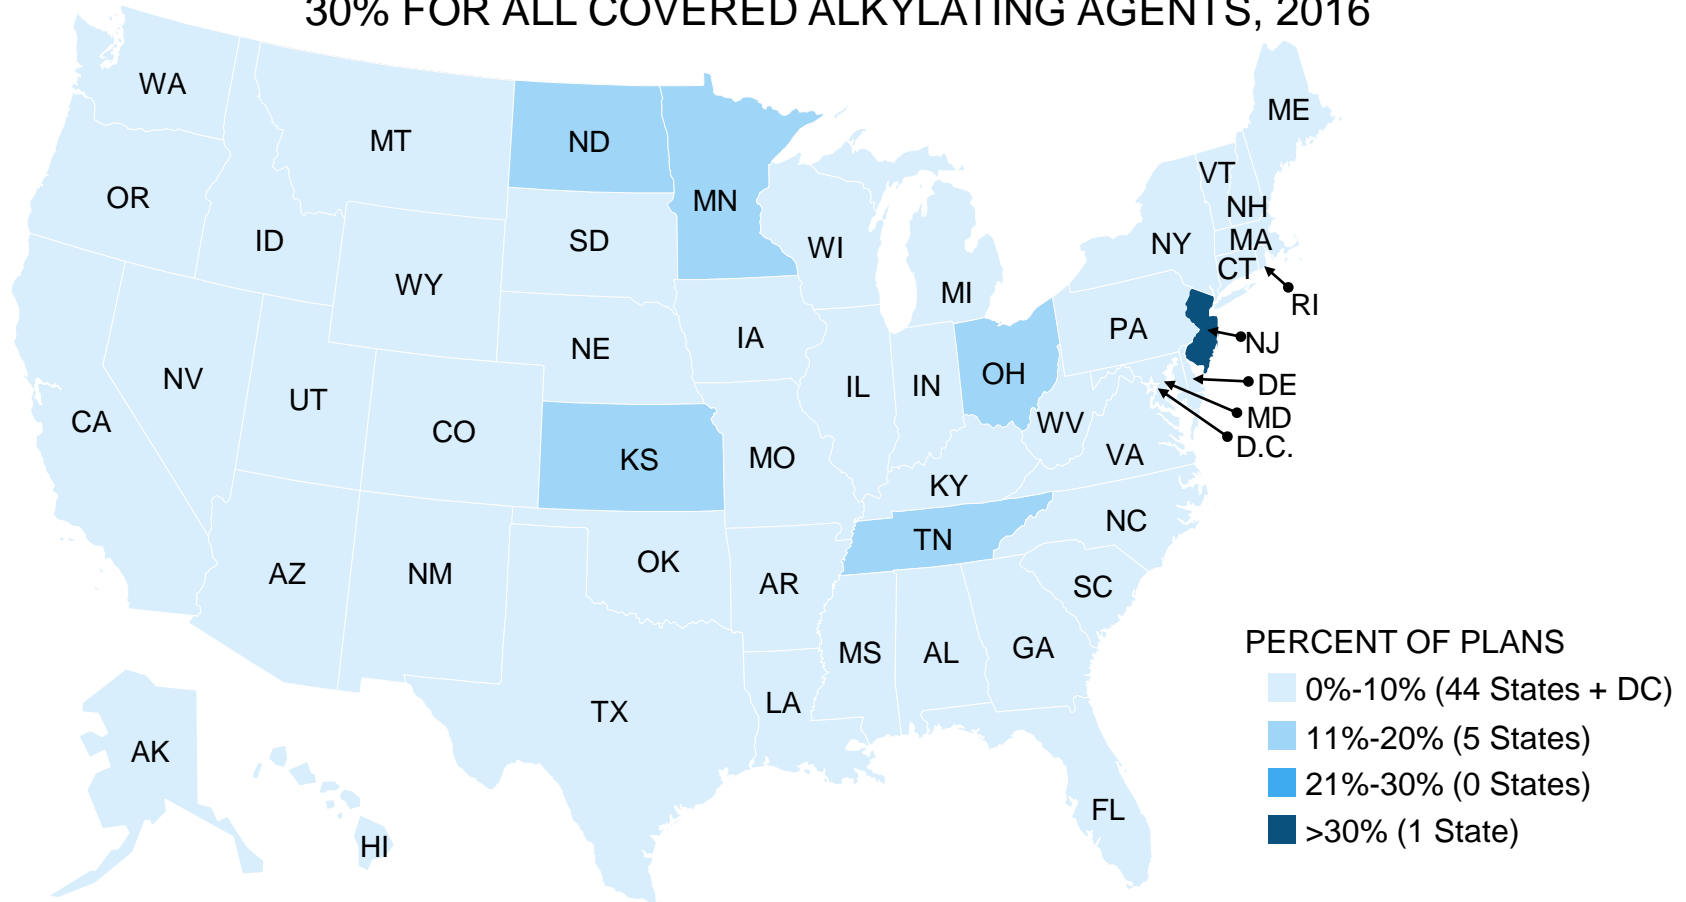 30% FOR ALL COVERED ALKYLATING AGENTS, 2016
WA
MT
ND
MN
ME
OR
ID
SD
WI
VT
NH
WY
MI
NY
MA
CT
RI
NE
IA
PA
NJ
NV
UT
IL
IN
OH
DE
CA
CO
KS
MO
WV
MD
VA
D.C.
KY
NC
AZ
NM
OK
AR
TN
SC
MS
AL
GA
TX
LA
AK
HI
FL
PERCENT OF PLANS
0%-10% (44 States + DC)
11%-20% (5 States)
21%-30% (0 States)
>30% (1 State)